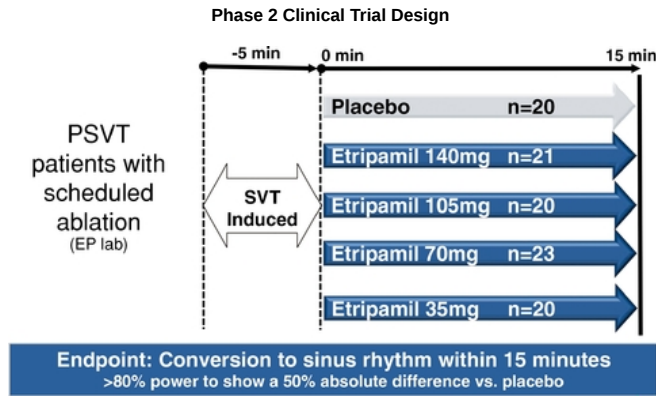 Phase 2 Clinical Trial Design
-5 min
0 min
15 min
PSVT
patients with
scheduled
ablation
(EP lab)
SVT
Induced
Placebo n=20
Etripamil 140mg n=21
Etripamil 105mg n=20
Etripamil 70mg n=23
Etripamil 35mg n=20
Endpoint: Conversion to sinus rhythm within 15 minutes
>80% power to show a 50% absolute difference vs. placebo